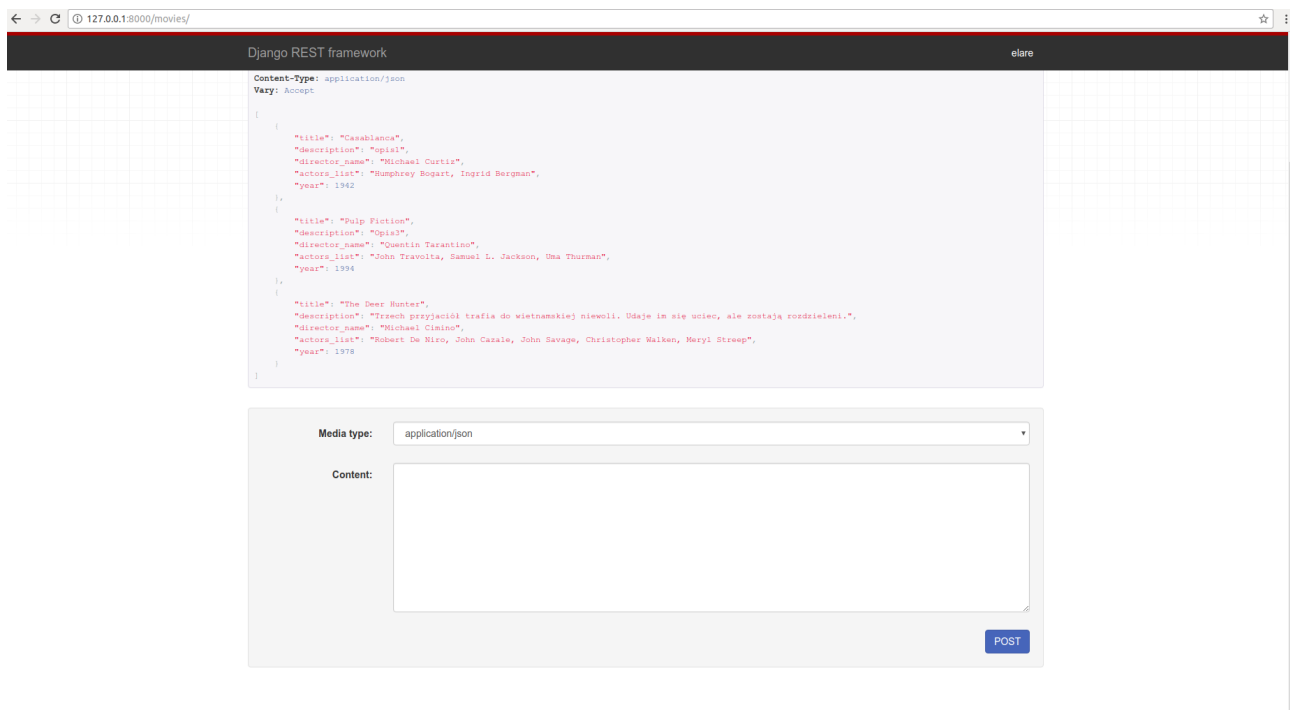 127.0.0.1:8000/movies/
Django REST framework elare
Content-Type: application/json
Vary: Accept
[
{
"title": "Casablanca",
"description": "opis1",
"director_name": "Michael Curtiz",
"actors_list": "Humphrey Bogart, Ingrid Bergman",
"year": 1942
},
{
"title": "Pulp Fiction",
"description": "Opis3",
"director_name": "Quentin Tarantino",
"actors_list": "John Travolta, Samuel L. Jackson, Uma Thurman",
"year": 1994
},
{
"title": "The Deer Hunter",
"description": "Trzech przyjaciół trafia do wietnamskiej niewoli. Udaje im się uciec, ale zostają rozdzieleni.",
"director_name": "Michael Cimino",
"actors_list": "Robert De Niro, John Cazale, John Savage, Christopher Walken, Meryl Streep",
"year": 1978
}
]
Media type: application/json
Content:
POST